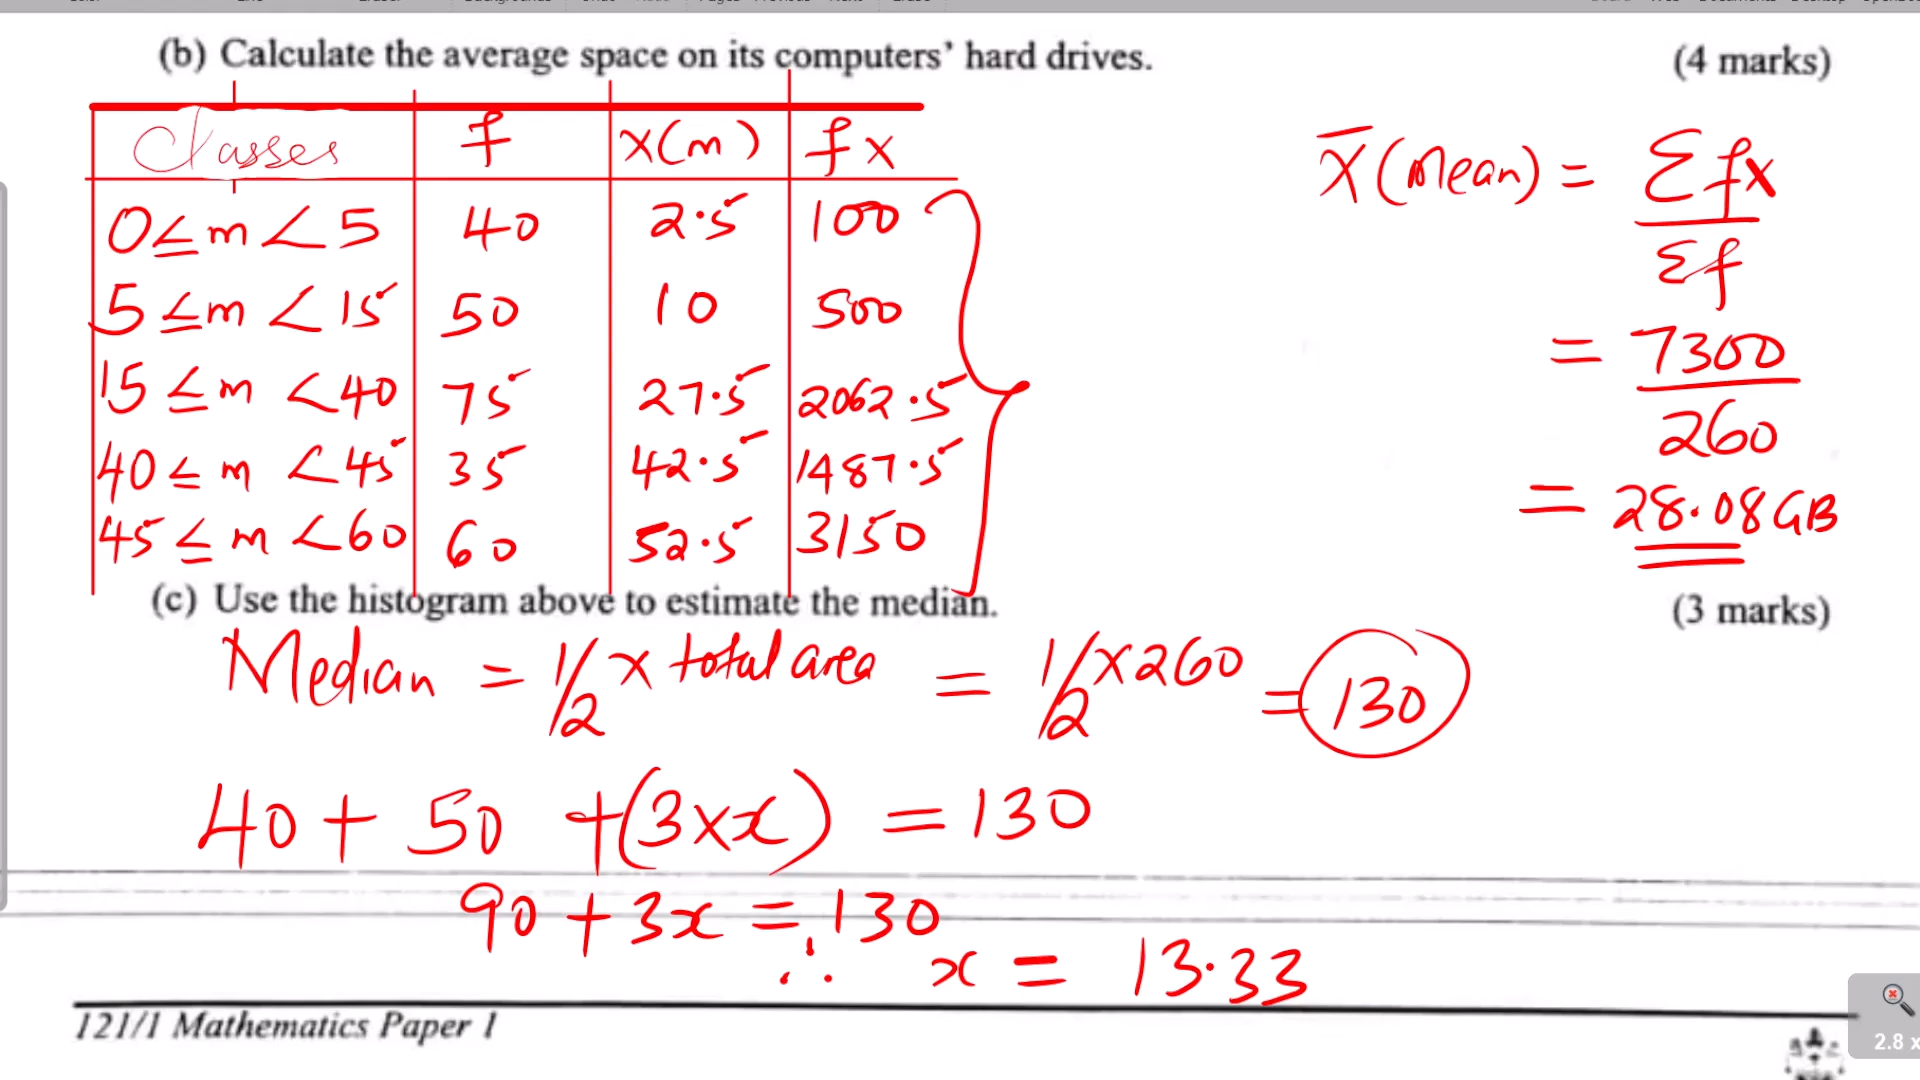 (b) Calculate the average space on its computers' hard drives. (4 marks)
Classes f x(m) fx
0≤m<5 40 2.5 100
5≤m<15 50 10 500
15≤m<40 75 27.5 2062.5
40≤m<45 35 42.5 1487.5
45≤m<60 60 52.5 3150
x̄(Mean) = Σfx
Σf
= 7300
260
= 28.08GB
(c) Use the histogram above to estimate the median. (3 marks)
Median = 1/2 x total area = 1/2 x 260 = 130
40 + 50 + (3xx) = 130
90 + 3x = 130
∴ x = 13.33
121/1 Mathematics Paper 1
2.8 x